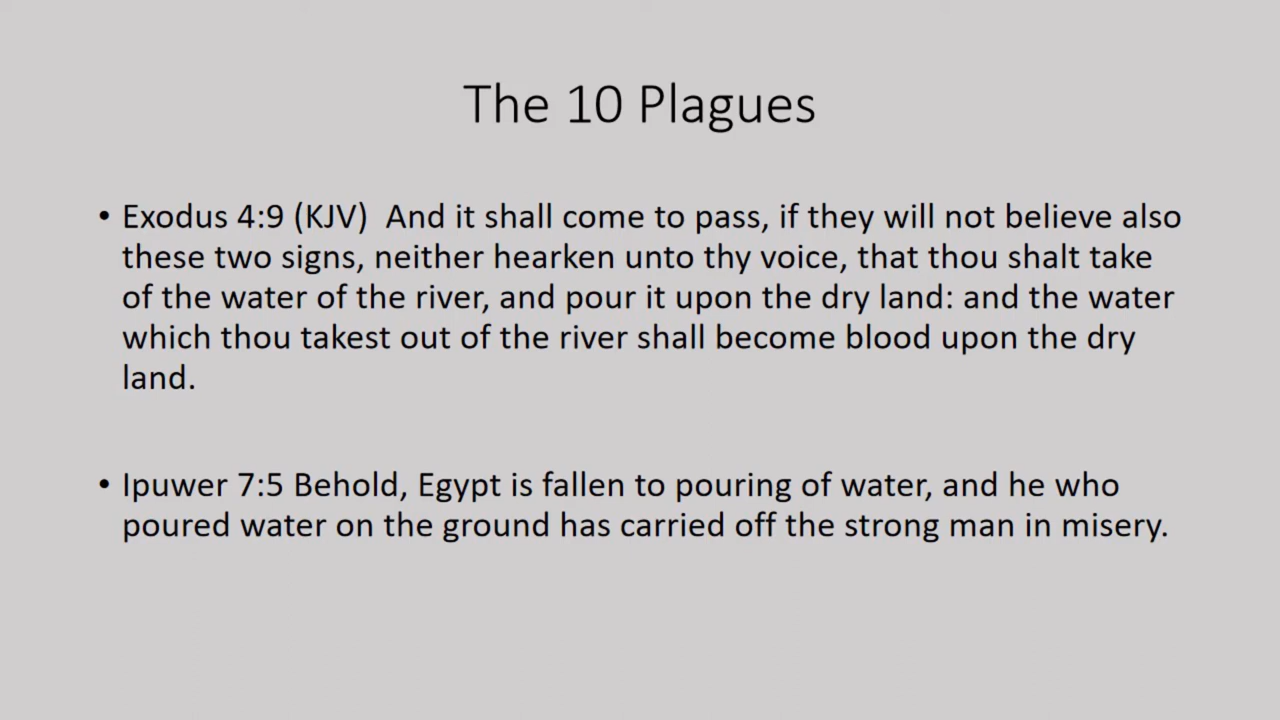 The 10 Plagues
• Exodus 4:9 (KJV)  And it shall come to pass, if they will not believe also
these two signs, neither hearken unto thy voice, that thou shalt take
of the water of the river, and pour it upon the dry land: and the water
which thou takest out of the river shall become blood upon the dry
land.
• Ipuwer 7:5 Behold, Egypt is fallen to pouring of water, and he who
poured water on the ground has carried off the strong man in misery.